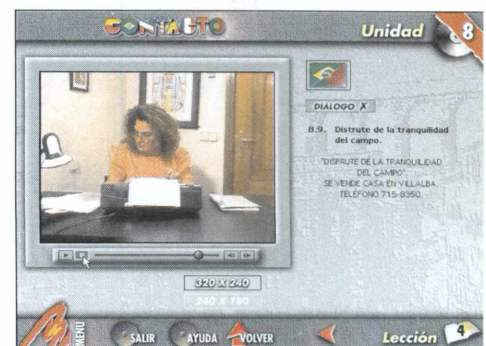 CONTACTO
Unidad 8
DIALOGO X
8.9. Disfrute de la tranquilidad
del campo.
"DISFRUTE DE LA TRANQUILIDAD
DEL CAMPO".
SE VENDE CASA EN VILLALBA.
TELÉFONO 715-8350.
320 X 240
240 X 180
MENU
SALIR
AYUDA
VOLVER
Lección 4